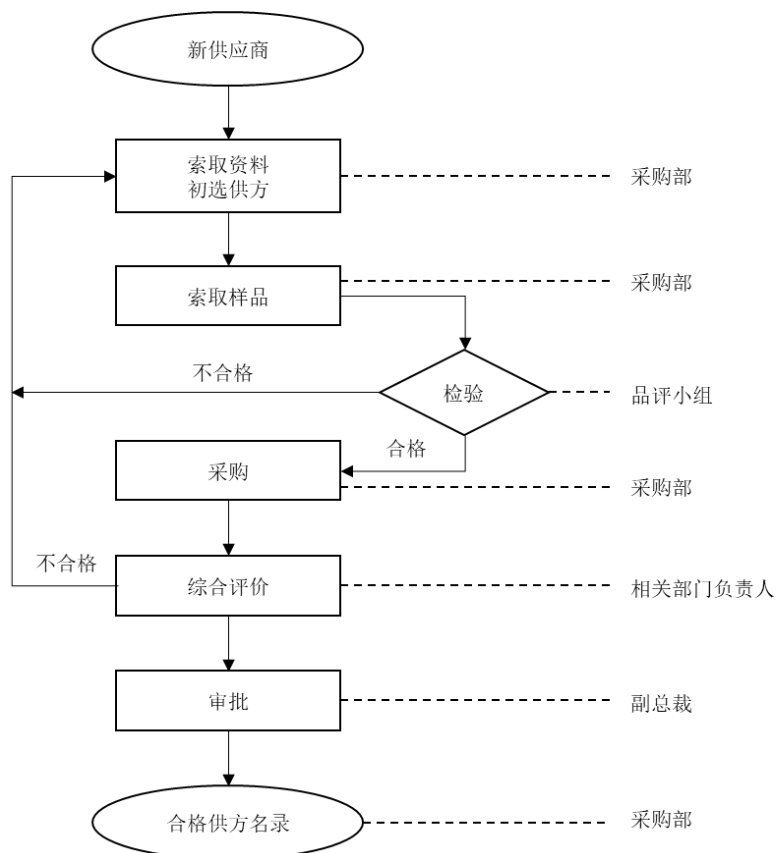 新供应商
索取资料
初选供方
采购部
索取样品
采购部
不合格
检验
品评小组
合格
采购
采购部
不合格
综合评价
相关部门负责人
审批
副总裁
合格供方名录
采购部